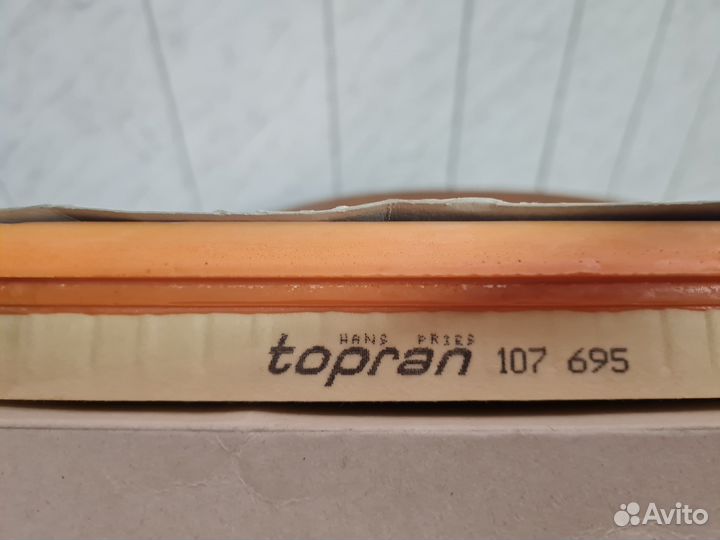 HANS PRIES
topran 107 695
Avito